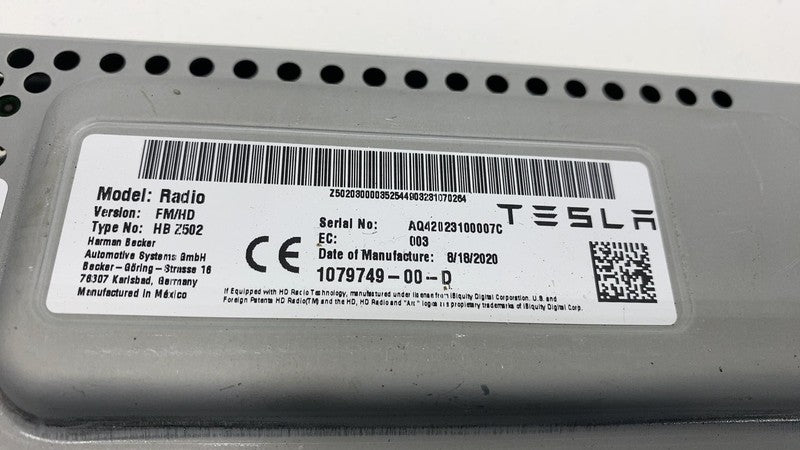 Z50203000035254490328107​0264
Model: Radio
Version: FM/HD
Type No: HB Z502
Harman Becker
Automotive Systems GmbH
Becker-Göring-Strasse 16
76307 Karlsbad, Germany
Manufactured in México
CE
Serial No: AQ42023100007C
EC: 003
Date of Manufacture: 8/18/2020
1079749-00-D
TESLA
If Equipped with HD Radio Technology, manufactured under license from iBiquity Digital Corporation. U.S. and
Foreign Patents HD Radio(TM) and the HD, HD Radio and "Arc" logos are proprietary trademarks of iBiquity Digital Corp.